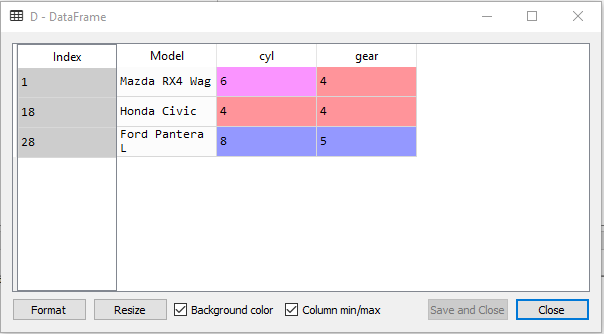 D - DataFrame
Index Model cyl gear
1 Mazda RX4 Wag 6 4
18 Honda Civic 4 4
28 Ford Pantera L 8 5
Format Resize Background color Column min/max Save and Close Close